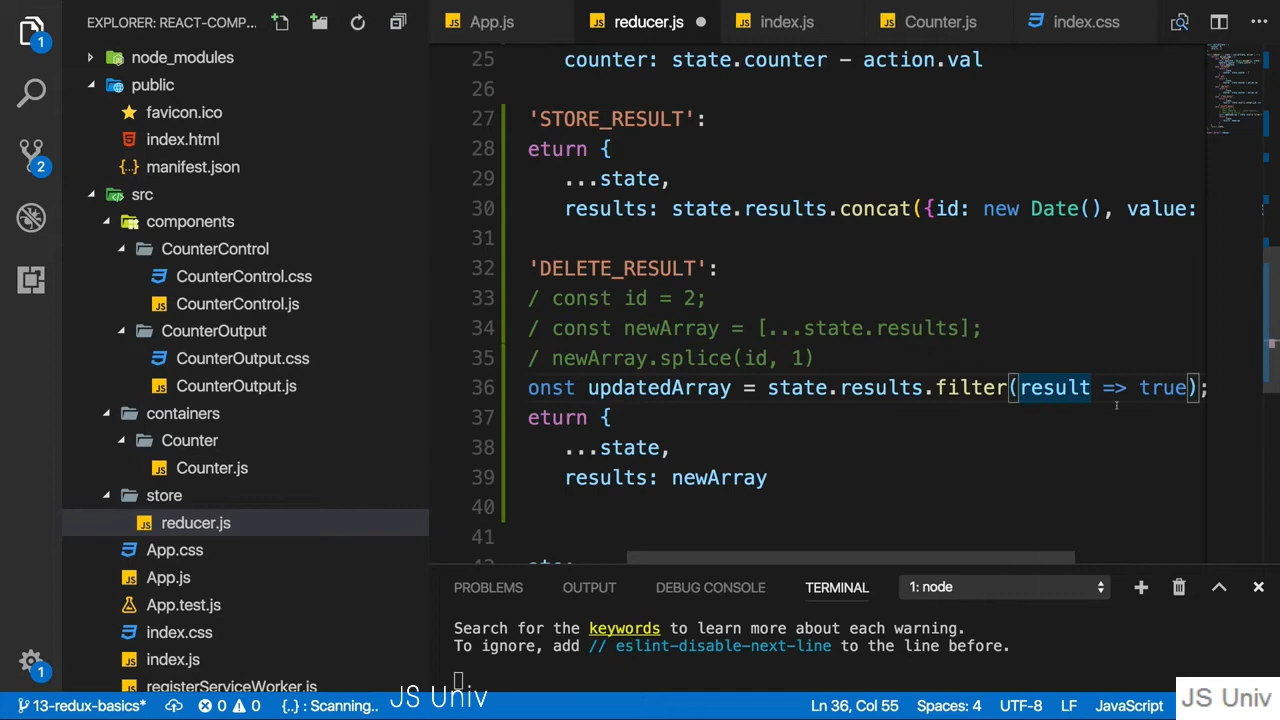 EXPLORER: REACT-COMP...
App.js
reducer.js
index.js
Counter.js
index.css
node_modules
public
favicon.ico
index.html
manifest.json
src
components
CounterControl
CounterControl.css
CounterControl.js
CounterOutput
CounterOutput.css
CounterOutput.js
containers
Counter
Counter.js
store
reducer.js
App.css
App.js
App.test.js
index.css
index.js
registerServiceWorker.js
1
2
1
25 counter: state.counter - action.val
26
27 'STORE_RESULT':
28 eturn {
29 ...state,
30 results: state.results.concat({id: new Date(), value:
31
32 'DELETE_RESULT':
33 / const id = 2;
34 / const newArray = [...state.results];
35 / newArray.splice(id, 1)
36 onst updatedArray = state.results.filter(result => true);
37 eturn {
38 ...state,
39 results: newArray
40
41
PROBLEMS OUTPUT DEBUG CONSOLE TERMINAL 1: node
Search for the keywords to learn more about each warning.
To ignore, add // eslint-disable-next-line to the line before.
JS Univ
13-redux-basics* 0 0 {..} : Scanning.. Ln 36, Col 55 Spaces: 4 UTF-8 LF JavaScript
JS Univ